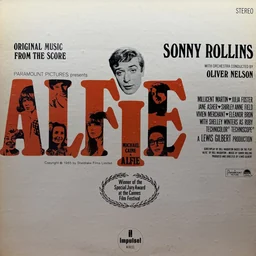 STEREO
ORIGINAL MUSIC
FROM THE SCORE
SONNY ROLLINS
WITH ORCHESTRA CONDUCTED BY
OLIVER NELSON
PARAMOUNT PICTURES presents
ALFIE
MILLICENT MARTIN • JULIA FOSTER
JANE ASHER • SHIRLEY ANNE FIELD
VIVIEN MERCHANT • ELEANOR BRON
WITH SHELLEY WINTERS AS RUBY
TECHNICOLOR® TECHNISCOPE®
A LEWIS GILBERT PRODUCTION
MICHAEL
CAINE
IS
ALFIE
Winner of the
Special Jury Award
at the Cannes
Film Festival
impulse!